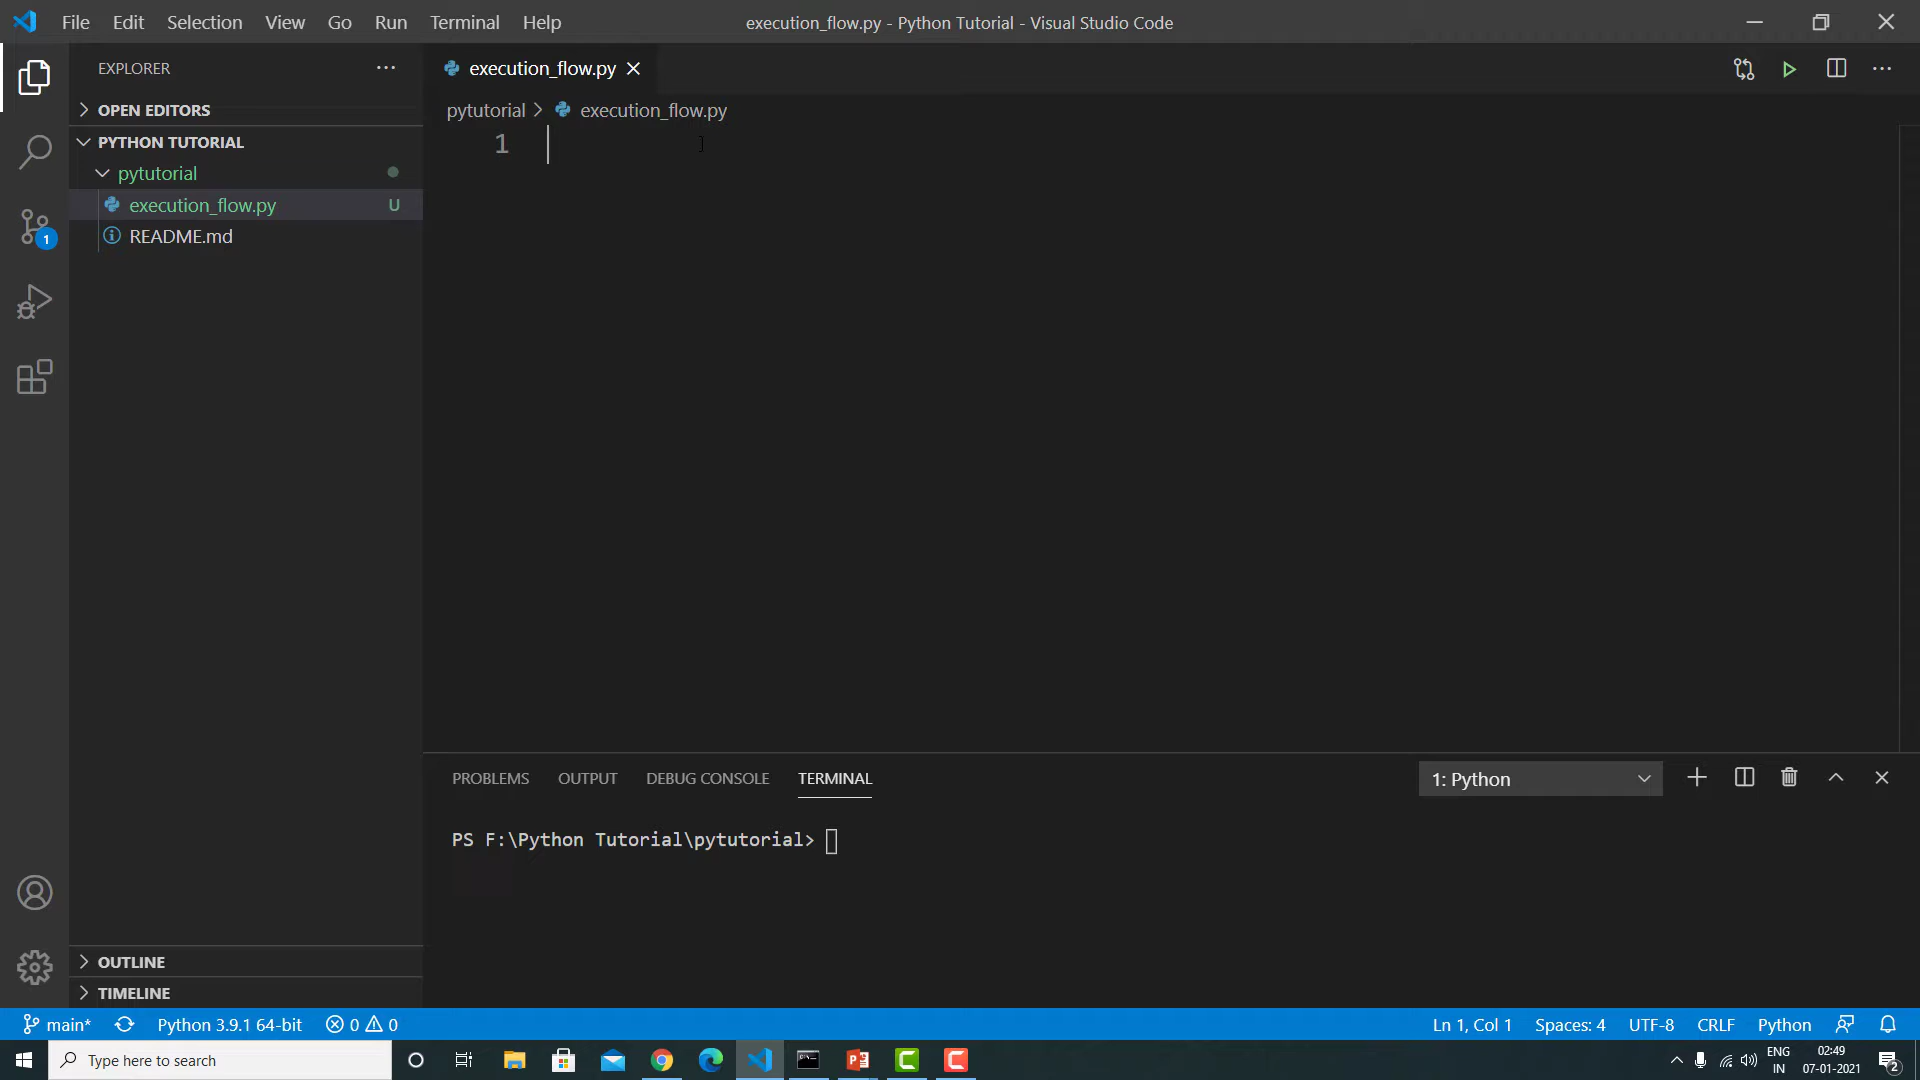 File Edit Selection View Go Run Terminal Help
execution_flow.py - Python Tutorial - Visual Studio Code
EXPLORER
OPEN EDITORS
PYTHON TUTORIAL
pytutorial
execution_flow.py U
README.md
OUTLINE
TIMELINE
execution_flow.py
pytutorial > execution_flow.py
1
PROBLEMS OUTPUT DEBUG CONSOLE TERMINAL
1: Python
PS F:\Python Tutorial\pytutorial>
1
main* Python 3.9.1 64-bit 0 0
Ln 1, Col 1 Spaces: 4 UTF-8 CRLF Python
Type here to search
ENG
IN
02:49
07-01-2021
2